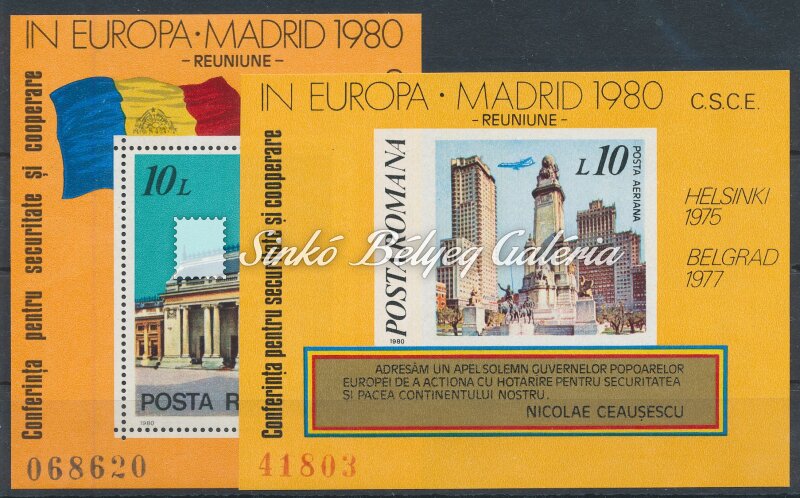 IN EUROPA · MADRID 1980
- REUNIUNE -
Conferința pentru securitate și cooperare
10 L
POSTA R
1980
068620
IN EUROPA · MADRID 1980
- REUNIUNE -
C.S.C.E.
Conferința pentru securitate și cooperare
POSTA ROMANA
1980
L 10
POSTA AERIANA
HELSINKI
1975
BELGRAD
1977
ADRESĂM UN APEL SOLEMN GUVERNELOR POPOARELOR
EUROPEI DE A ACTIONA CU HOTARIRE PENTRU SECURITATEA
ȘI PACEA CONTINENTULUI NOSTRU.
NICOLAE CEAUȘESCU
41803
Sinkó Bélyeg Galéria